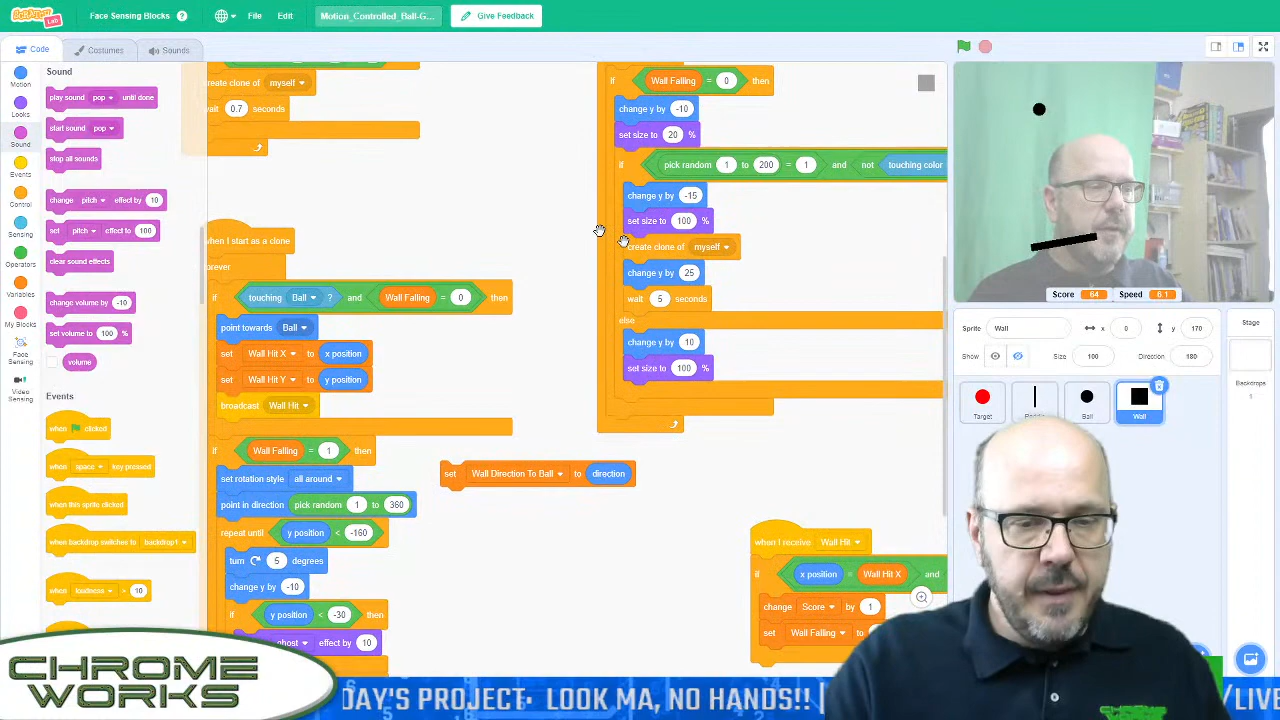 SCRATCH Lab
Face Sensing Blocks
File
Edit
Motion_Controlled_Ball-G...
Give Feedback
Code
Costumes
Sounds
Motion
Looks
Sound
Events
Control
Sensing
Operators
Variables
My Blocks
Face Sensing
Video Sensing
Sound
play sound pop until done
start sound pop
stop all sounds
change pitch effect by 10
set pitch effect to 100
clear sound effects
change volume by -10
set volume to 100 %
volume
Events
when clicked
when space key pressed
when this sprite clicked
when backdrop switches to backdrop1
when loudness > 10
create clone of myself
wait 0.7 seconds
when I start as a clone
forever
if touching Ball ? and Wall Falling = 0 then
point towards Ball
set Wall Hit X to x position
set Wall Hit Y to y position
broadcast Wall Hit
if Wall Falling = 1 then
set rotation style all around
point in direction pick random 1 to 360
repeat until y position < -160
turn 5 degrees
change y by -10
if y position < -30 then
ghost effect by 10
if Wall Falling = 0 then
change y by -10
set size to 20 %
if pick random 1 to 200 = 1 and not touching color
change y by -15
set size to 100 %
create clone of myself
change y by 25
wait 5 seconds
else
change y by 10
set size to 100 %
set Wall Direction To Ball to direction
when I receive Wall Hit
if x position = Wall Hit X and
change Score by 1
set Wall Falling to
Score 64 Speed 6.1
Sprite Wall x 0 y 170
Show Size 100 Direction 180
Target
Ball
Wall
Stage
Backdrops
1
CHROME
WORKS
DAY'S PROJECT: LOOK MA, NO HANDS!! | /LIVE